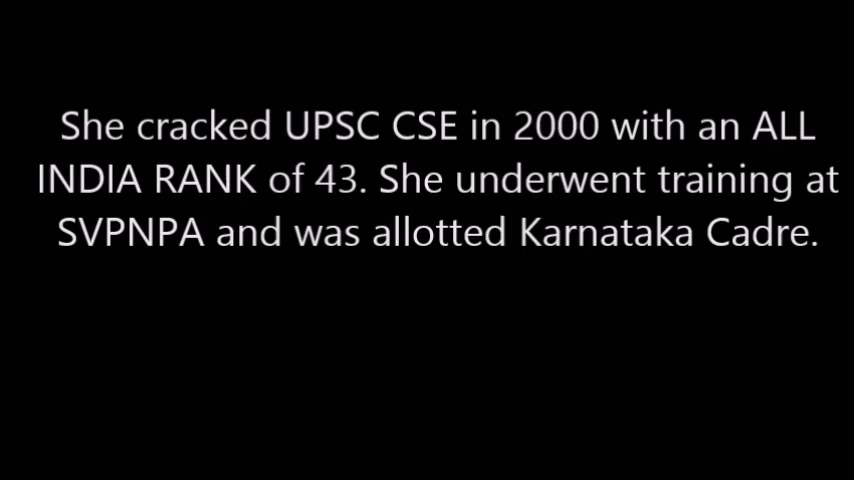 She cracked UPSC CSE in 2000 with an ALL
INDIA RANK of 43. She underwent training at
SVPNPA and was allotted Karnataka Cadre.